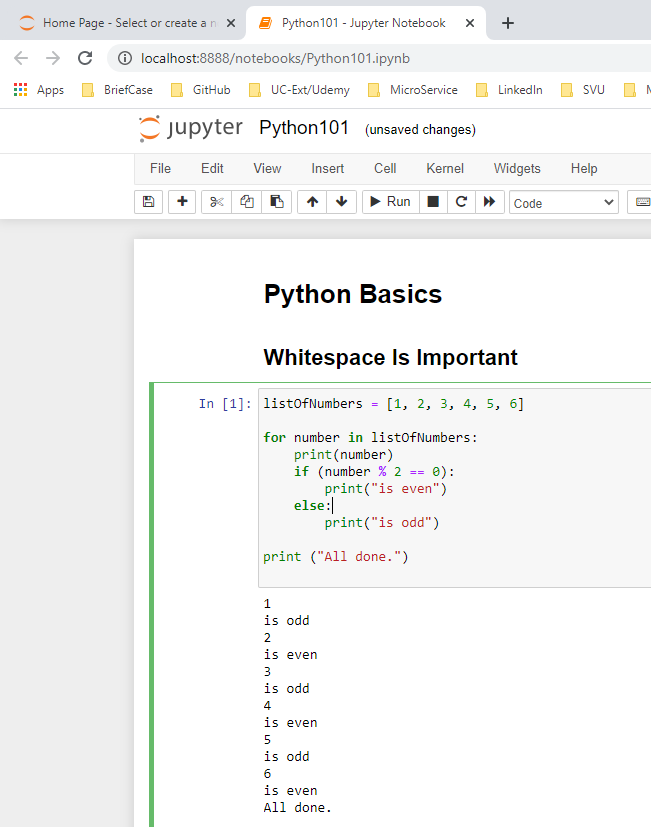 Home Page - Select or create a n
Python101 - Jupyter Notebook
localhost:8888/notebooks/Python101.ipynb
Apps BriefCase GitHub UC-Ext/Udemy MicroService LinkedIn SVU
jupyter Python101 (unsaved changes)
File Edit View Insert Cell Kernel Widgets Help
Run Code
Python Basics
Whitespace Is Important
In [1]: listOfNumbers = [1, 2, 3, 4, 5, 6]
for number in listOfNumbers:
    print(number)
    if (number % 2 == 0):
        print("is even")
    else:
        print("is odd")
print ("All done.")
1
is odd
2
is even
3
is odd
4
is even
5
is odd
6
is even
All done.